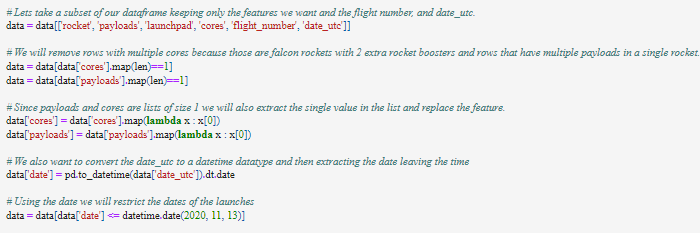 # Lets take a subset of our dataframe keeping only the features we want and the flight number, and date_utc.
data = data[['rocket', 'payloads', 'launchpad', 'cores', 'flight_number', 'date_utc']]
# We will remove rows with multiple cores because those are falcon rockets with 2 extra rocket boosters and rows that have multiple payloads in a single rocket.
data = data[data['cores'].map(len)==1]
data = data[data['payloads'].map(len)==1]
# Since payloads and cores are lists of size 1 we will also extract the single value in the list and replace the feature.
data['cores'] = data['cores'].map(lambda x : x[0])
data['payloads'] = data['payloads'].map(lambda x : x[0])
# We also want to convert the date_utc to a datetime datatype and then extracting the date leaving the time
data['date'] = pd.to_datetime(data['date_utc']).dt.date
# Using the date we will restrict the dates of the launches
data = data[data['date'] <= datetime.date(2020, 11, 13)]